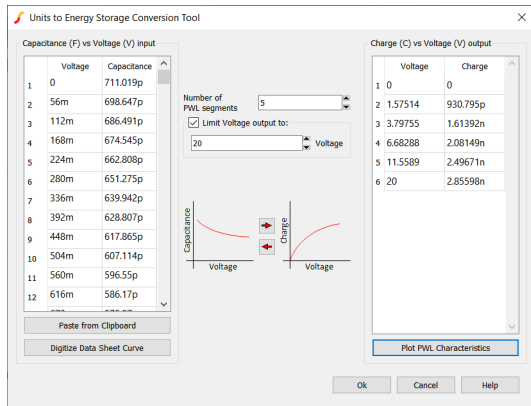 Units to Energy Storage Conversion Tool
Capacitance (F) vs Voltage (V) input
Voltage Capacitance
1 0 711.019p
2 56m 698.647p
3 112m 686.491p
4 168m 674.545p
5 224m 662.808p
6 280m 651.275p
7 336m 639.942p
8 392m 628.807p
9 448m 617.865p
10 504m 607.114p
11 560m 596.55p
12 616m 586.17p
Paste from Clipboard
Digitize Data Sheet Curve
Number of
PWL segments
5
Limit Voltage output to:
20 Voltage
Capacitance
Voltage
Charge
Voltage
Charge (C) vs Voltage (V) output
Voltage Charge
1 0 0
2 1.57514 930.795p
3 3.79755 1.61392n
4 6.68288 2.08149n
5 11.5589 2.49671n
6 20 2.85598n
Plot PWL Characteristics
Ok Cancel Help